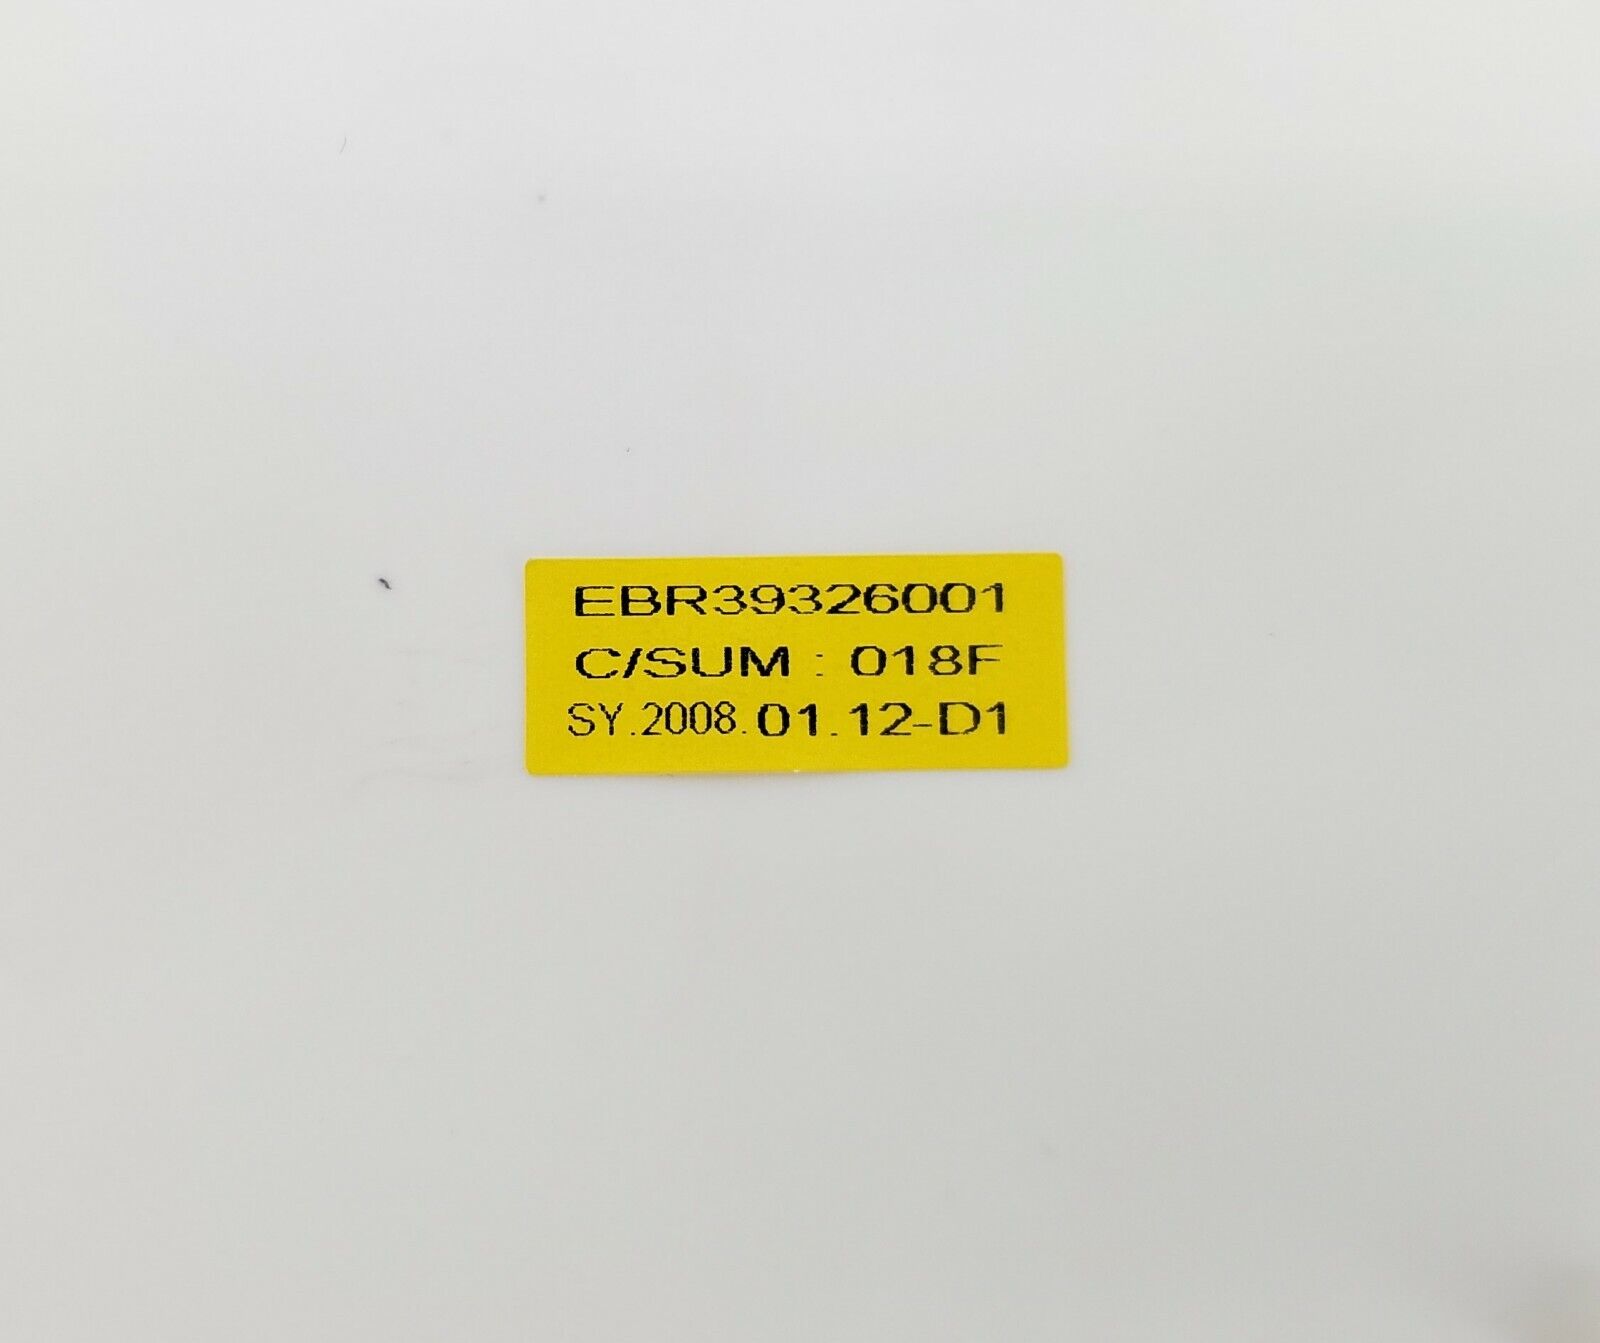 EBR39326001
C/SUM : 018F
SY.2008.01.12-D1